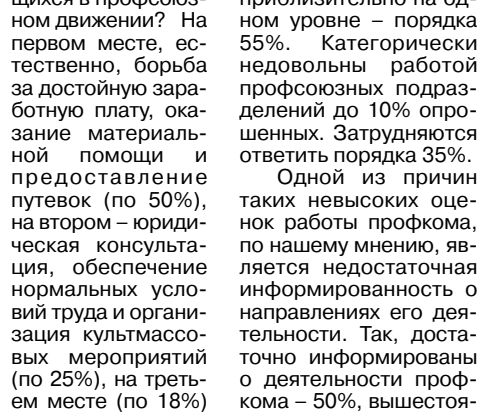 щихся в профсоюз-
ном движении? На
первом месте, ес-
тественно, борьба
за достойную зара-
ботную плату, ока-
зание материаль-
ной помощи и
предоставление
путевок (по 50%),
на втором – юриди-
ческая консульта-
ция, обеспечение
нормальных усло-
вий труда и органи-
зация культмассо-
вых мероприятий
(по 25%), на треть-
ем месте (по 18%)
приблизительно на од-
ном уровне – порядка
55%. Категорически
недовольны работой
профсоюзных подраз-
делений до 10% опро-
шенных. Затрудняются
ответить порядка 35%.
Одной из причин
таких невысоких оце-
нок работы профкома,
по нашему мнению, яв-
ляется недостаточная
информированность о
направлениях его дея-
тельности. Так, доста-
точно информированы
о деятельности проф-
кома – 50%, вышестоя-